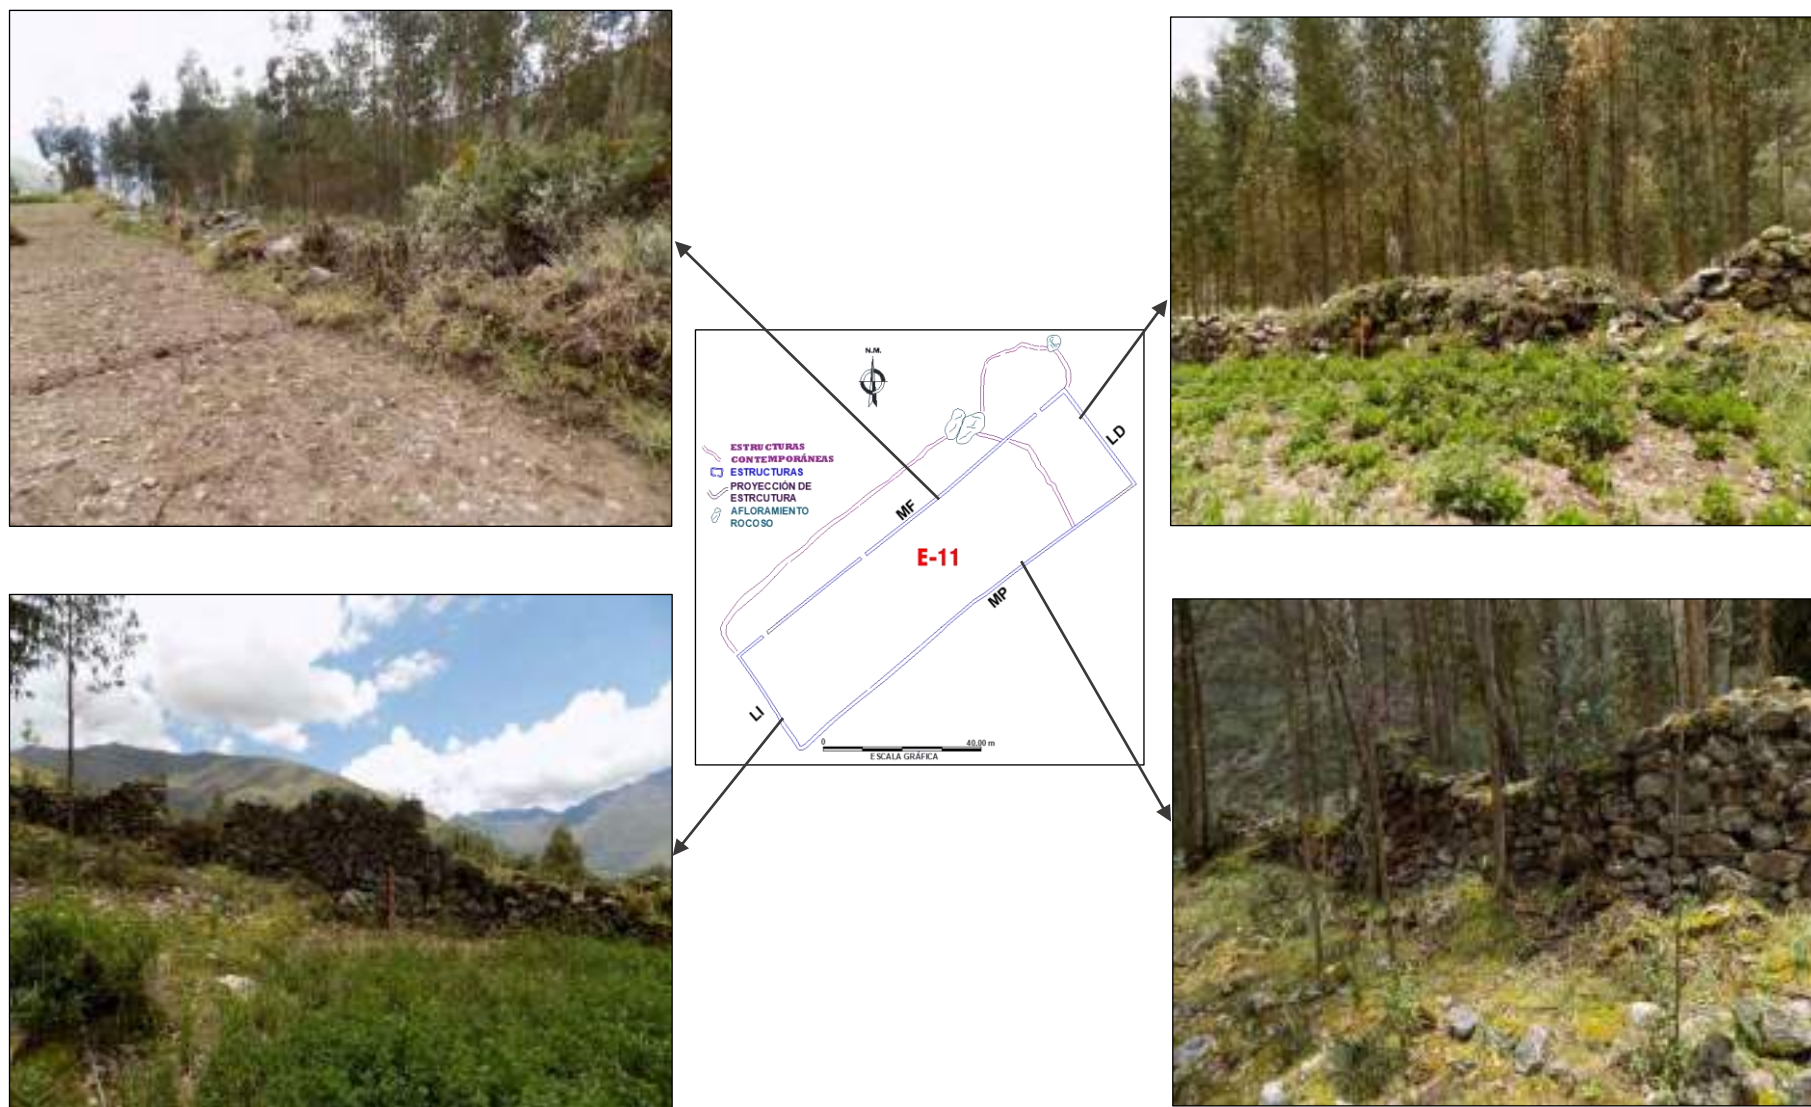 N.M.
ESTRUCTURAS
CONTEMPORÁNEAS
ESTRUCTURAS
PROYECCIÓN DE
ESTRCUTURA
AFLORAMIENTO
ROCOSO
LD
MF
E-11
MP
LI
0 40.00 m
ESCALA GRÁFICA